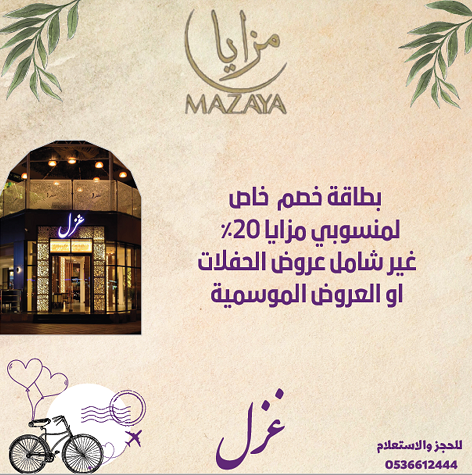 مزايا
MAZAYA
غزل
بطاقة خصم خاص
لمنسوبي مزايا 20٪
غير شامل عروض الحفلات
او العروض الموسمية
غزل
للحجز والاستعلام
0536612444